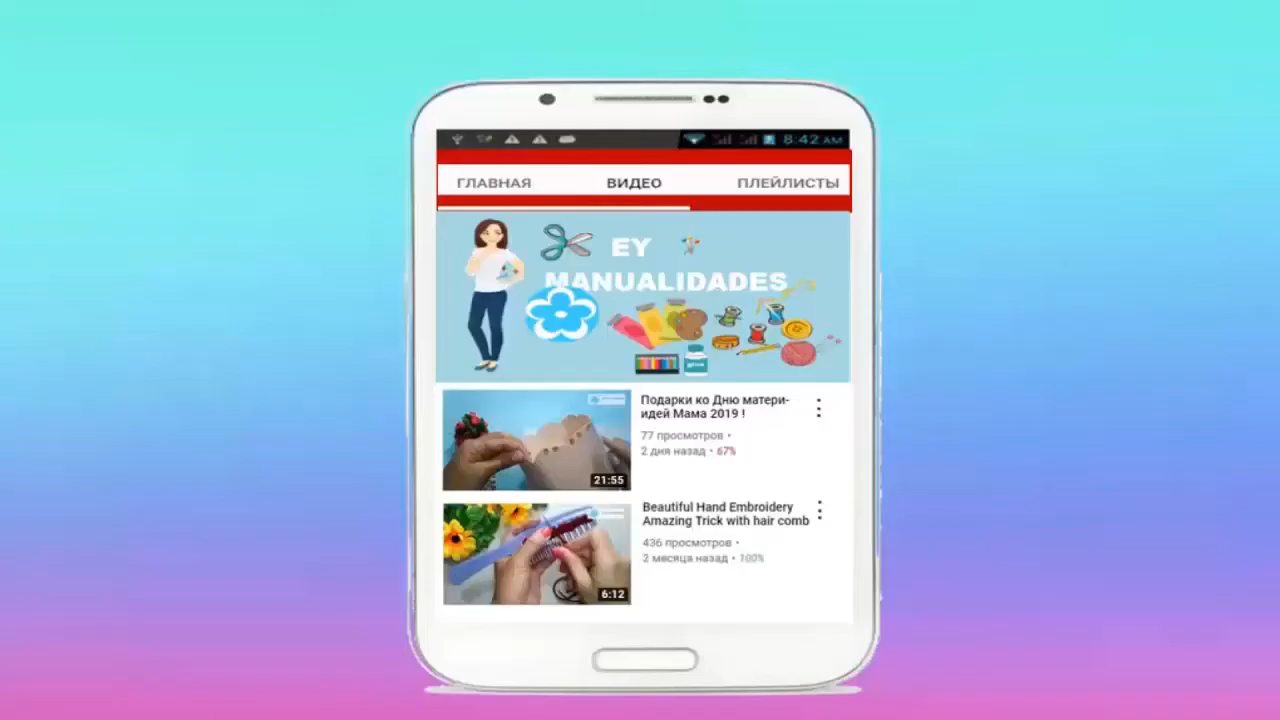 8:42 AM
ГЛАВНАЯ ВИДЕО ПЛЕЙЛИСТЫ
EY
MANUALIDADES
Подарки ко Дню матери-
идей Мама 2019 !
77 просмотров •
2 дня назад • 67%
21:55
Beautiful Hand Embroidery
Amazing Trick with hair comb
436 просмотров •
2 месяца назад • 100%
6:12